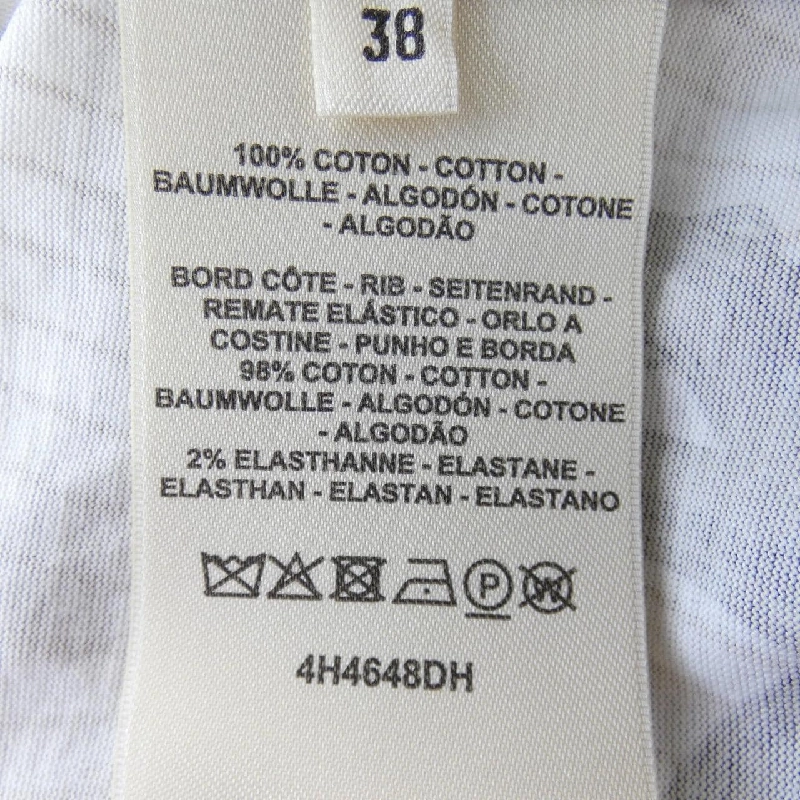 38
100% COTON - COTTON -
BAUMWOLLE - ALGODÓN - COTONE
- ALGODÃO
BORD CÔTE - RIB - SEITENRAND -
REMATE ELÁSTICO - ORLO A
COSTINE - PUNHO E BORDA
98% COTON - COTTON -
BAUMWOLLE - ALGODÓN - COTONE
- ALGODÃO
2% ELASTHANNE - ELASTANE -
ELASTHAN - ELASTAN - ELASTANO
P W
4H4648DH